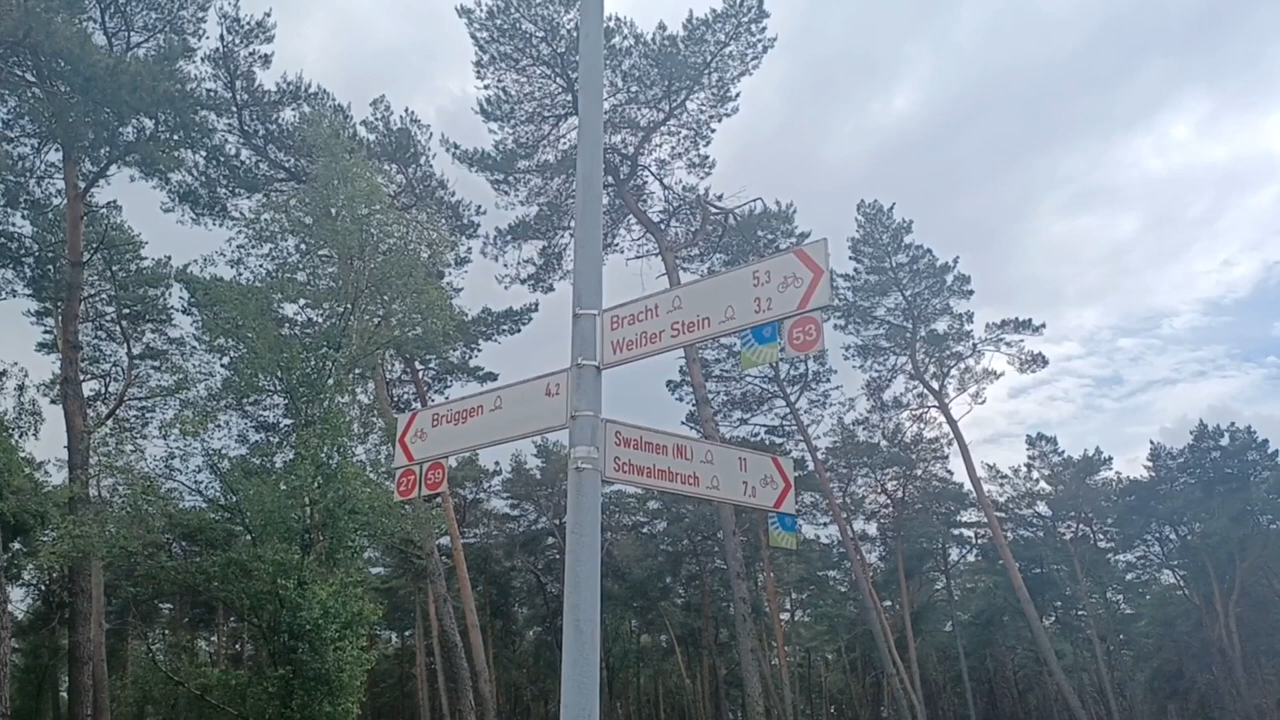 Bracht 5,3
Weißer Stein 3,2
53
Brüggen 4,2
27 59
Swalmen (NL) 11
Schwalmbruch 7,0